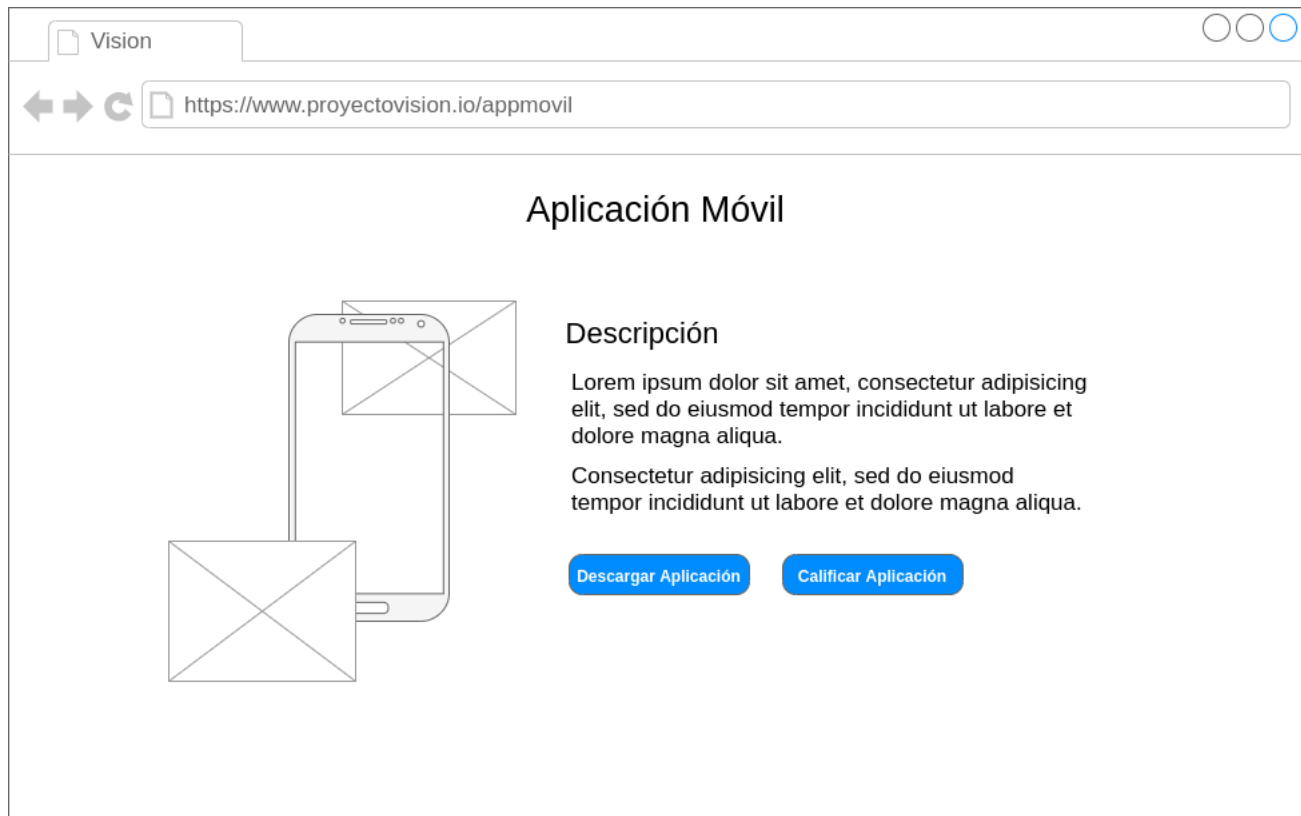 Vision
https://www.proyectovision.io/appmovil
Aplicación Móvil
Descripción
Lorem ipsum dolor sit amet, consectetur adipisicing
elit, sed do eiusmod tempor incididunt ut labore et
dolore magna aliqua.
Consectetur adipisicing elit, sed do eiusmod
tempor incididunt ut labore et dolore magna aliqua.
Descargar Aplicación
Calificar Aplicación